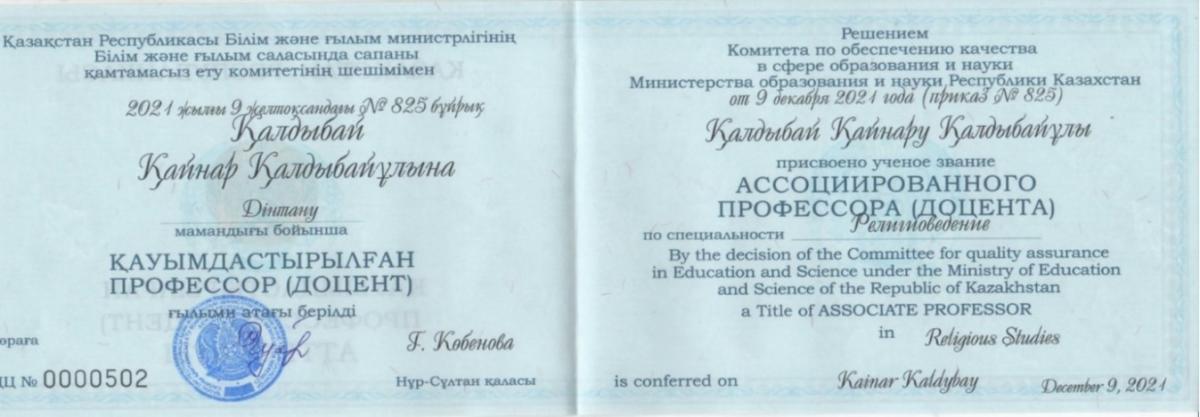 Қазақстан Республикасы Білім және ғылым министрлігінің
Білім және ғылым саласында сапаны
қамтамасыз ету комитетінің шешімімен
2021 жылғы 9 желтоқсандағы № 825 бұйрық
Қалдыбай
Қайнар Қалдыбайұлына
Дінтану
мамандығы бойынша
ҚАУЫМДАСТЫРЫЛҒАН
ПРОФЕССОР (ДОЦЕНТ)
ғылыми атағы берілді
Г. Кобенова
№ 0000502
Нұр-Сұлтан қаласы
Решением
Комитета по обеспечению качества
в сфере образования и науки
Министерства образования и науки Республики Казахстан
от 9 декабря 2021 года (приказ № 825)
Қалдыбай Қайнару Қалдыбайұлы
присвоено ученое звание
АССОЦИИРОВАННОГО
ПРОФЕССОРА (ДОЦЕНТА)
по специальности Религиоведение
By the decision of the Committee for quality assurance
in Education and Science under the Ministry of Education
and Science of the Republic of Kazakhstan
a Title of ASSOCIATE PROFESSOR
in Religious Studies
is conferred on Kainar Kaldybay December 9, 2021